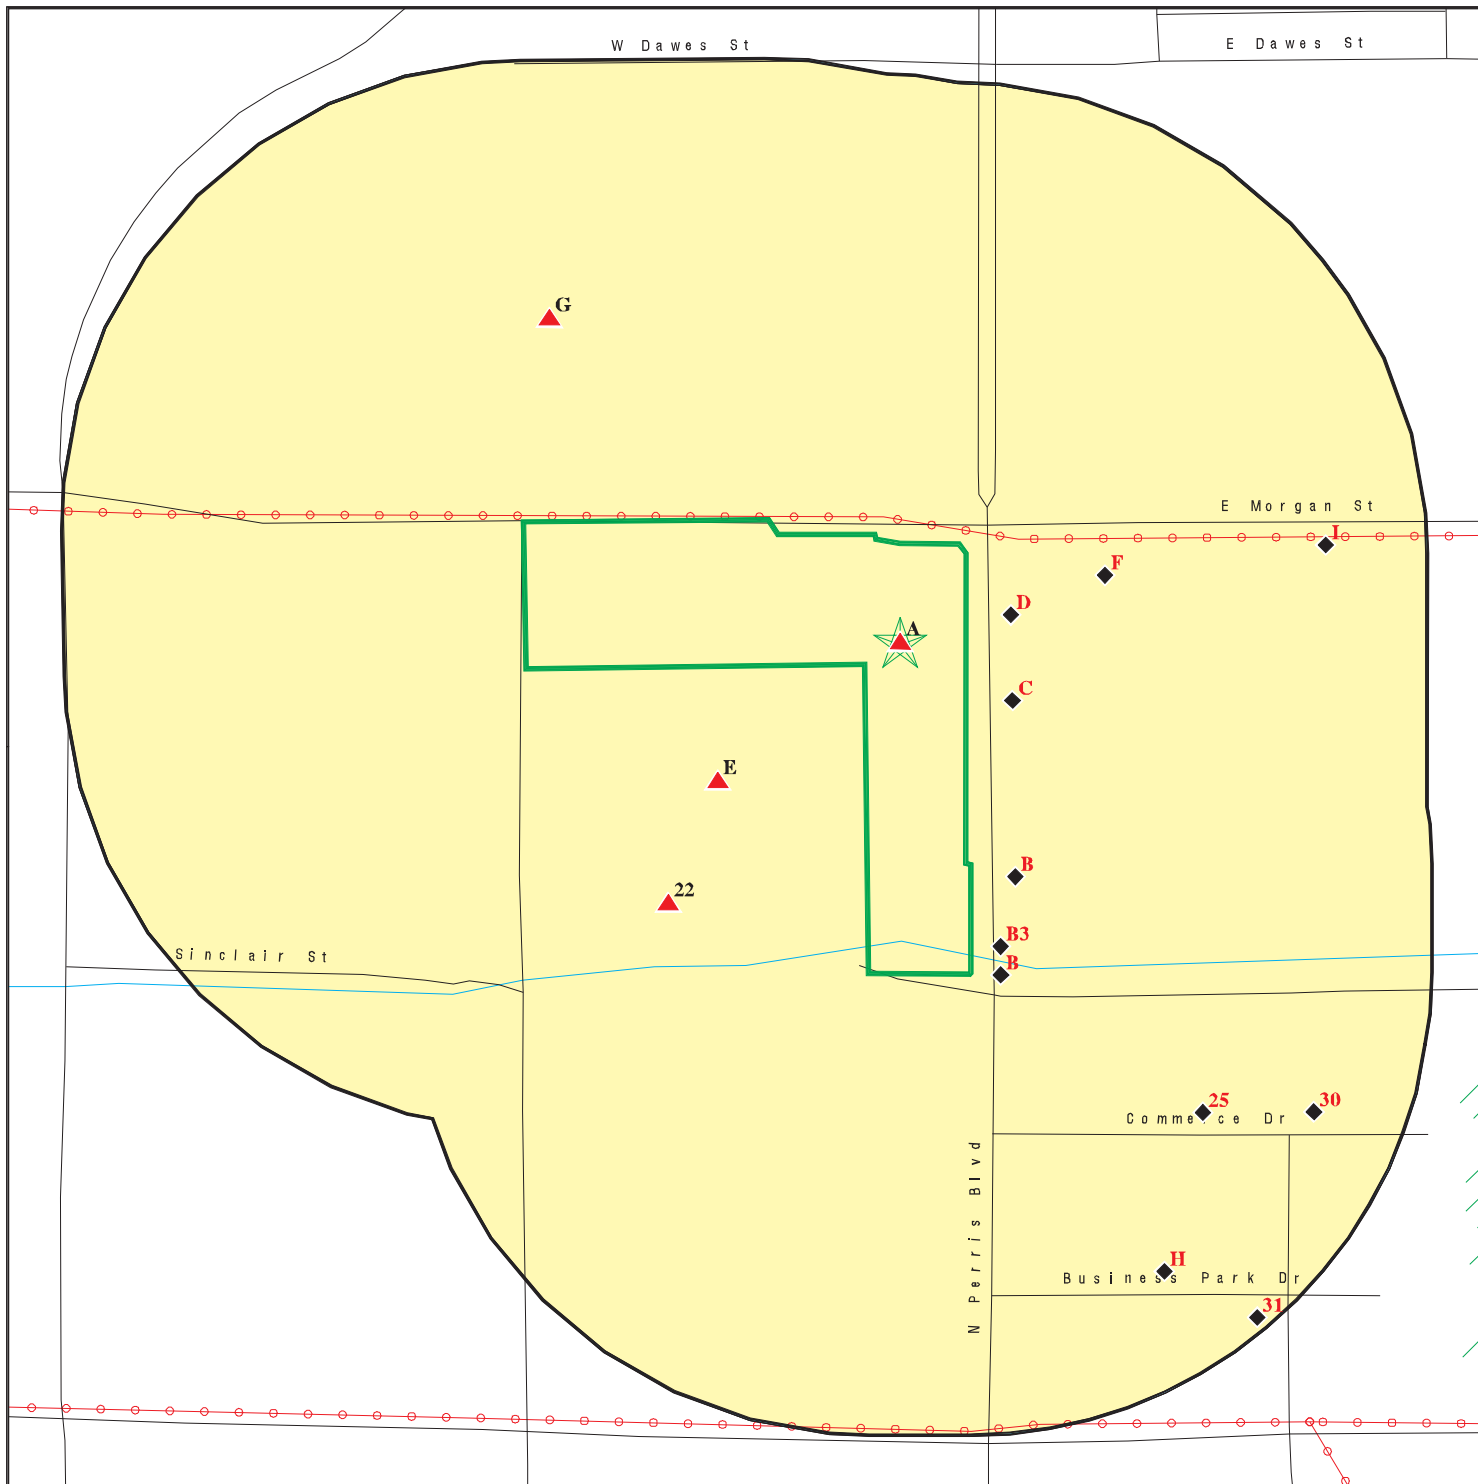 W Dawes St
E Dawes St
G
E Morgan St
I
F
D
A
C
E
B
22
B3
Sinclair St
B
25
30
Commerce Dr
N Perris Blvd
H
Business Park Dr
31